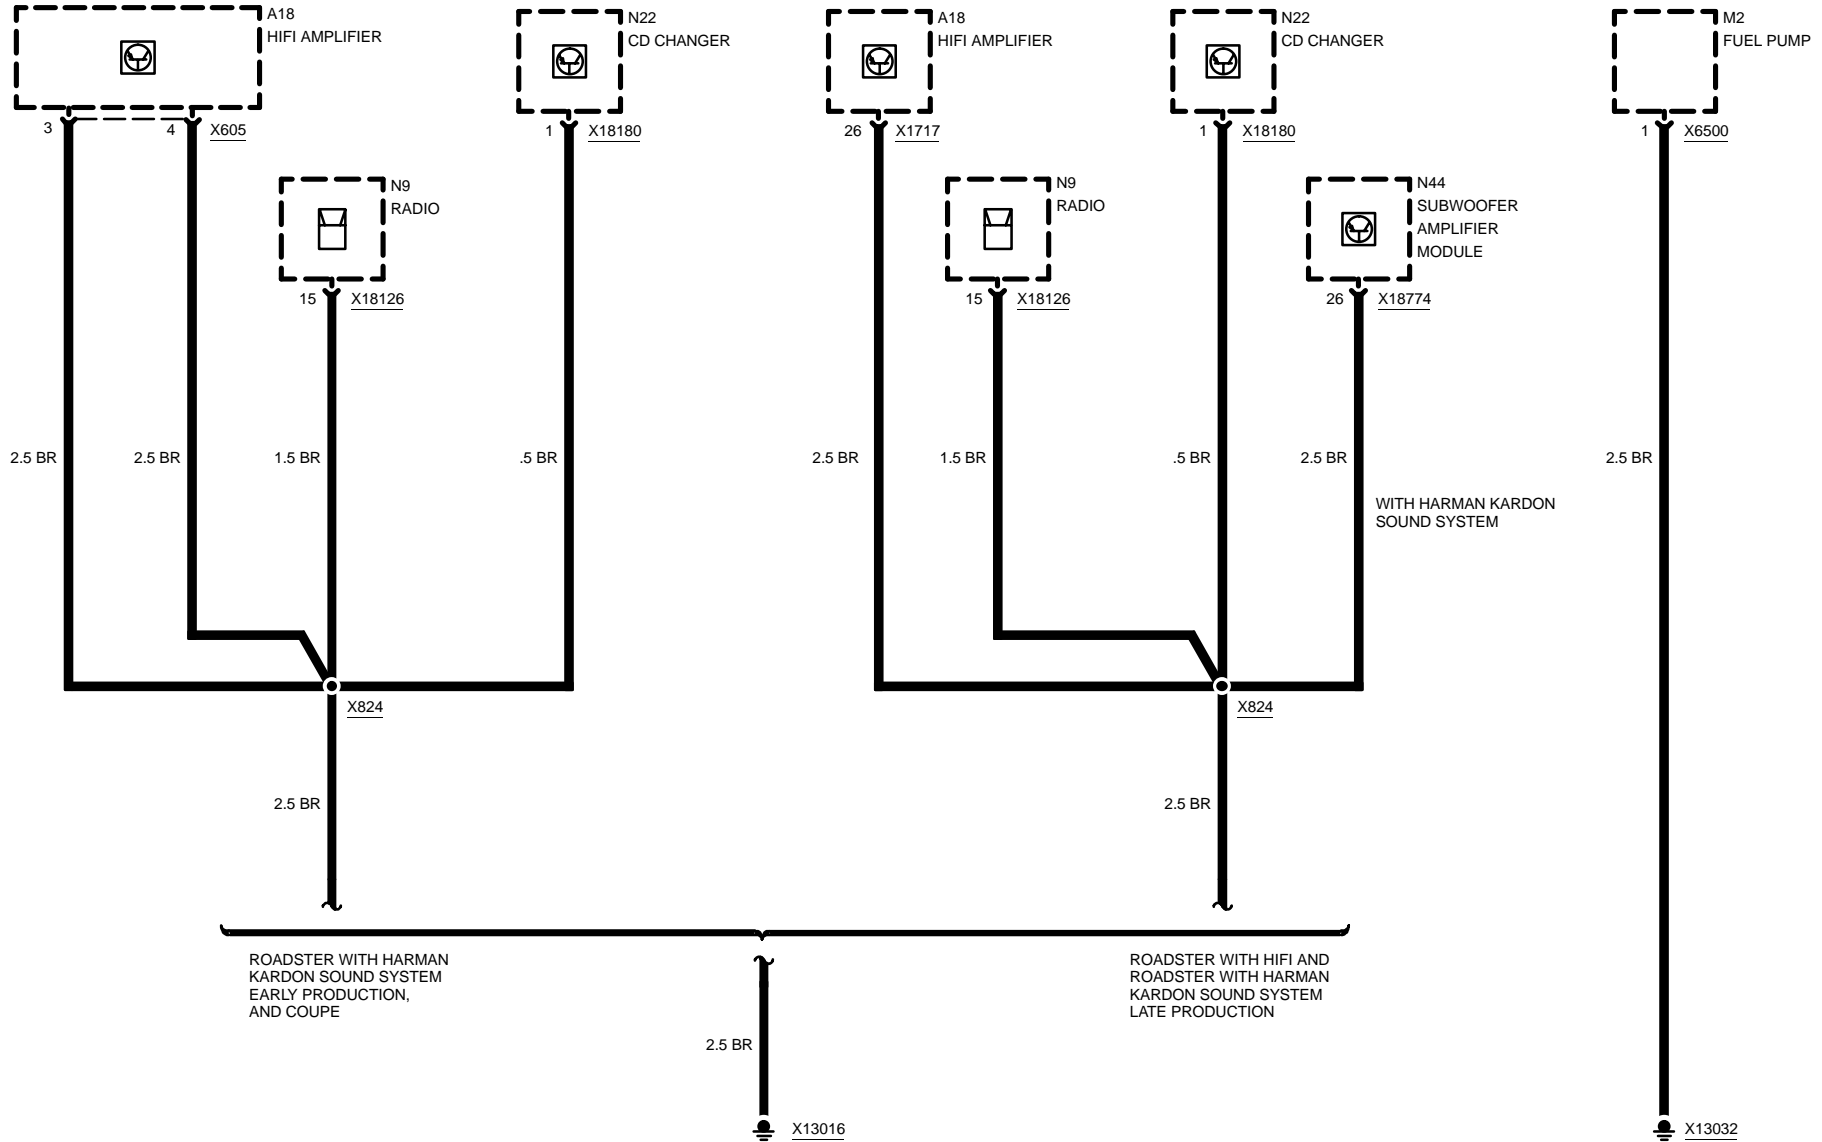 A18
HIFI AMPLIFIER
N22
CD CHANGER
A18
HIFI AMPLIFIER
N22
CD CHANGER
M2
FUEL PUMP
3
4
X605
1
X18180
26
X1717
1
X18180
1
X6500
N9
RADIO
N9
RADIO
N44
SUBWOOFER
AMPLIFIER
MODULE
15
X18126
15
X18126
26
X18774
2.5 BR
2.5 BR
1.5 BR
.5 BR
2.5 BR
1.5 BR
.5 BR
2.5 BR
2.5 BR
WITH HARMAN KARDON
SOUND SYSTEM
X824
X824
2.5 BR
2.5 BR
ROADSTER WITH HARMAN
KARDON SOUND SYSTEM
EARLY PRODUCTION,
AND COUPE
ROADSTER WITH HIFI AND
ROADSTER WITH HARMAN
KARDON SOUND SYSTEM
LATE PRODUCTION
2.5 BR
X13016
X13032